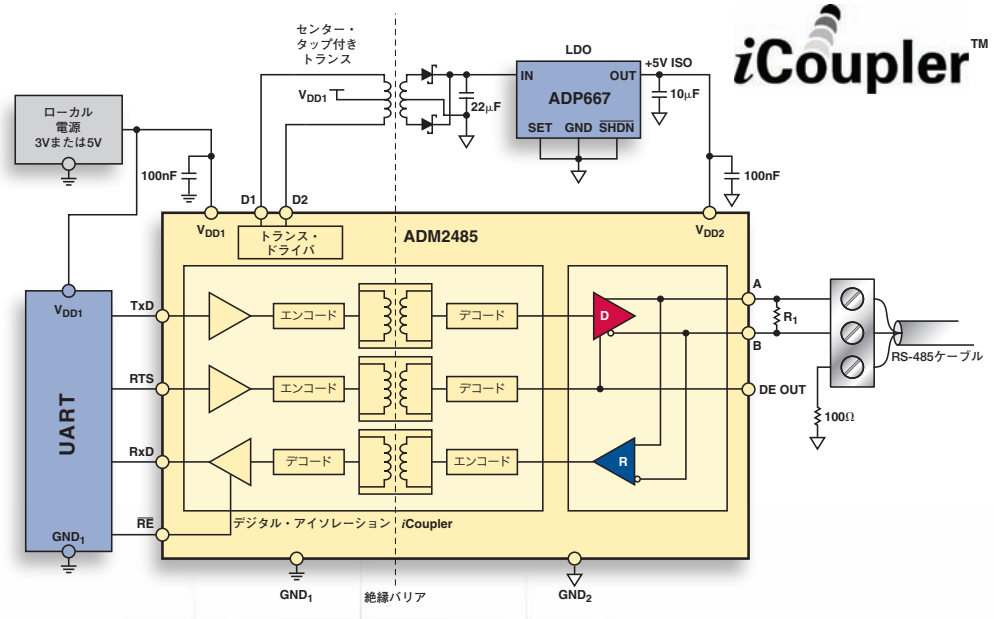 iCoupler™
センター・
タップ付き
トランス
VDD1
22μF
LDO
IN
OUT
ADP667
SET
GND
SHDN
+5V ISO
10μF
ローカル
電源
3Vまたは5V
100nF
100nF
D1
D2
VDD1
トランス・
ドライバ
ADM2485
VDD2
VDD1
UART
GND1
TxD
エンコード
デコード
D
A
R1
B
RS-485ケーブル
RTS
エンコード
デコード
DE OUT
100Ω
RxD
デコード
エンコード
R
RE
デジタル・アイソレーション
iCoupler
GND1
絶縁バリア
GND2